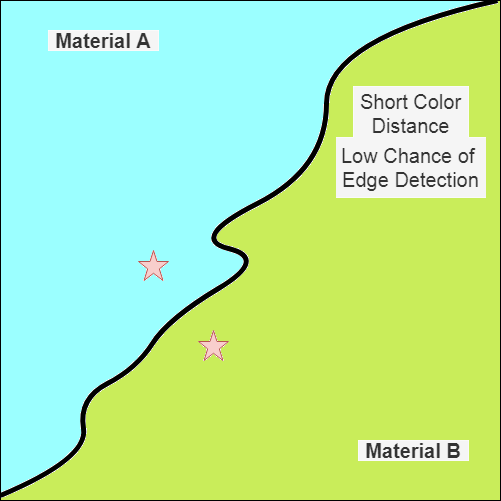 Material A
Short Color
Distance
Low Chance of
Edge Detection
Material B